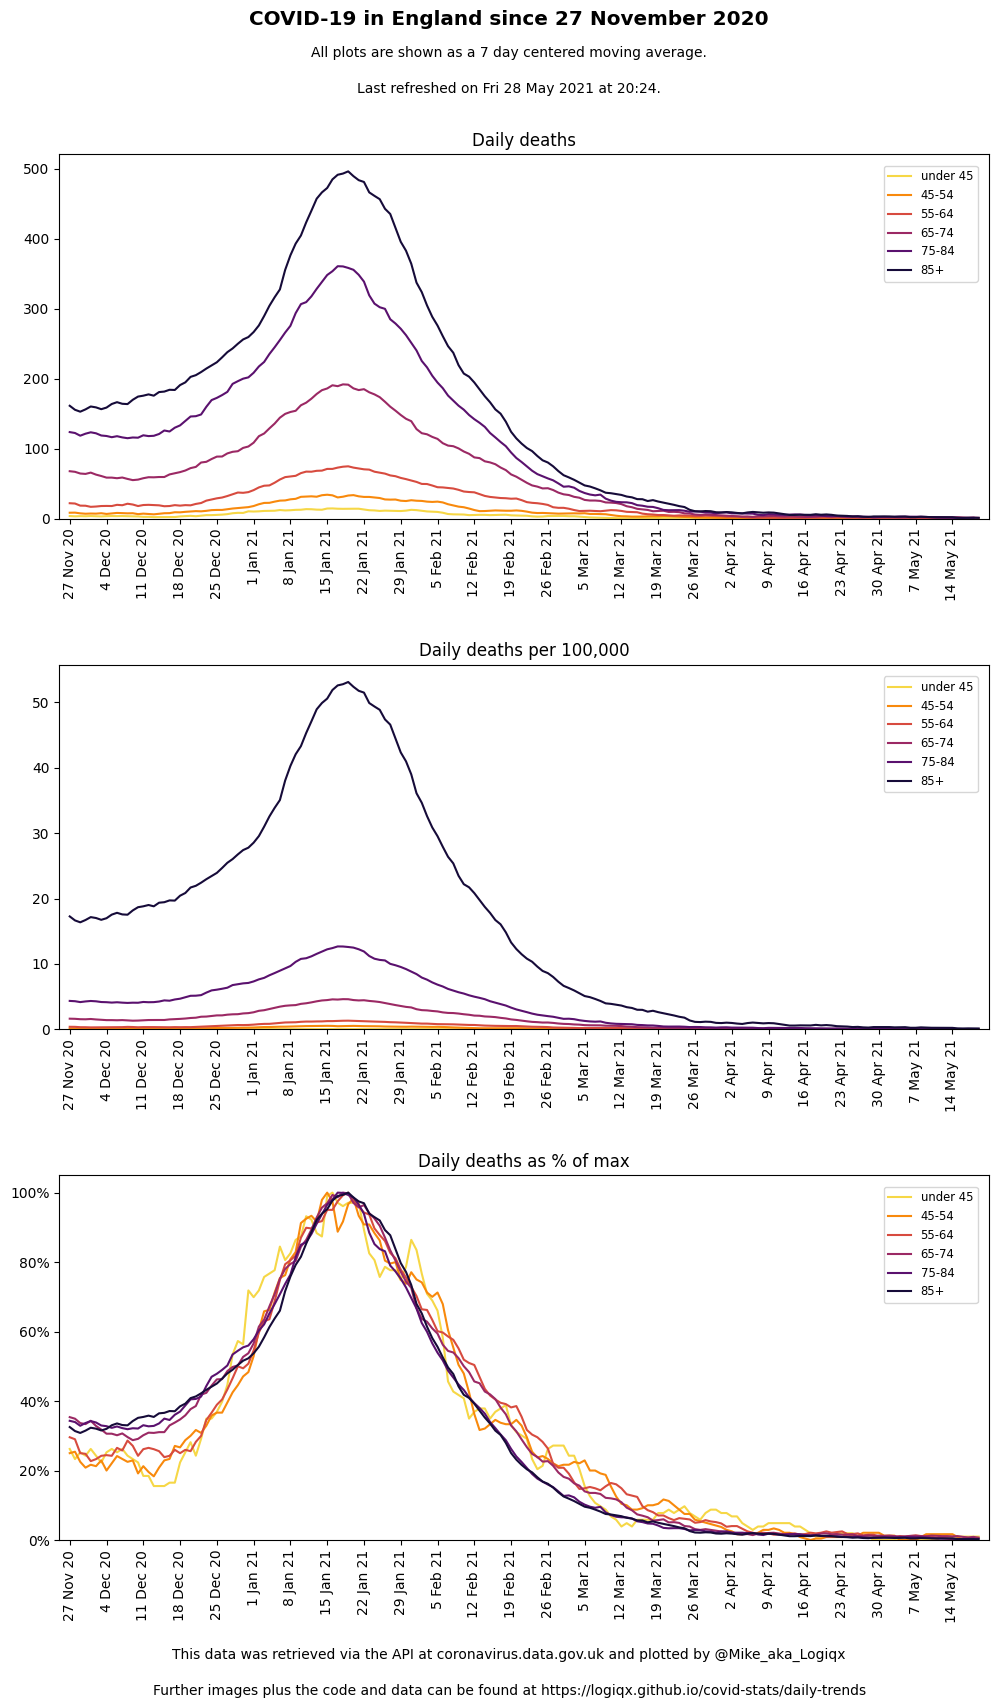 COVID-19 in England since 27 November 2020
All plots are shown as a 7 day centered moving average.
Last refreshed on Fri 28 May 2021 at 20:24.
Daily deaths
500
400
300
200
100
0
under 45
45-54
55-64
65-74
75-84
85+
27 Nov 20
4 Dec 20
11 Dec 20
18 Dec 20
25 Dec 20
1 Jan 21
8 Jan 21
15 Jan 21
22 Jan 21
29 Jan 21
5 Feb 21
12 Feb 21
19 Feb 21
26 Feb 21
5 Mar 21
12 Mar 21
19 Mar 21
26 Mar 21
2 Apr 21
9 Apr 21
16 Apr 21
23 Apr 21
30 Apr 21
7 May 21
14 May 21
Daily deaths per 100,000
50
40
30
20
10
0
under 45
45-54
55-64
65-74
75-84
85+
27 Nov 20
4 Dec 20
11 Dec 20
18 Dec 20
25 Dec 20
1 Jan 21
8 Jan 21
15 Jan 21
22 Jan 21
29 Jan 21
5 Feb 21
12 Feb 21
19 Feb 21
26 Feb 21
5 Mar 21
12 Mar 21
19 Mar 21
26 Mar 21
2 Apr 21
9 Apr 21
16 Apr 21
23 Apr 21
30 Apr 21
7 May 21
14 May 21
Daily deaths as % of max
100%
80%
60%
40%
20%
0%
under 45
45-54
55-64
65-74
75-84
85+
27 Nov 20
4 Dec 20
11 Dec 20
18 Dec 20
25 Dec 20
1 Jan 21
8 Jan 21
15 Jan 21
22 Jan 21
29 Jan 21
5 Feb 21
12 Feb 21
19 Feb 21
26 Feb 21
5 Mar 21
12 Mar 21
19 Mar 21
26 Mar 21
2 Apr 21
9 Apr 21
16 Apr 21
23 Apr 21
30 Apr 21
7 May 21
14 May 21
This data was retrieved via the API at coronavirus.data.gov.uk and plotted by @Mike_aka_Logiqx
Further images plus the code and data can be found at https://logiqx.github.io/covid-stats/daily-trends